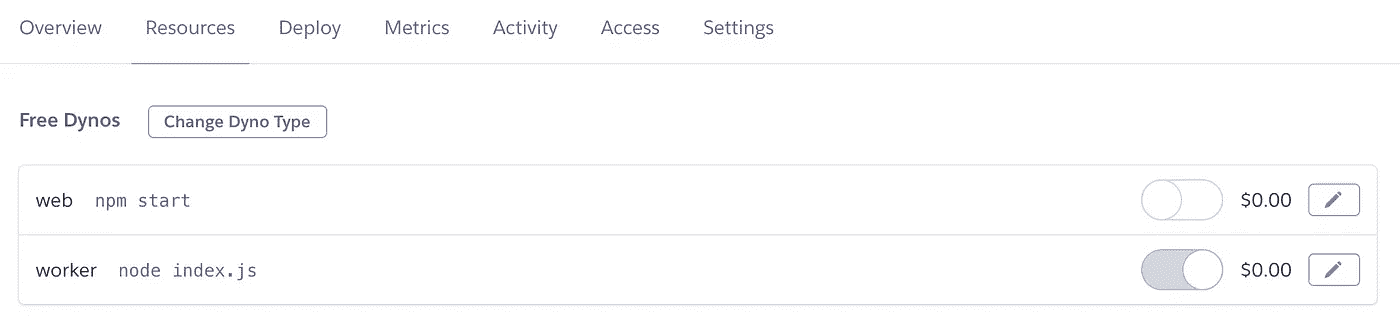 Overview Resources Deploy Metrics Activity Access Settings
Free Dynos Change Dyno Type
web npm start $0.00
worker node index.js $0.00